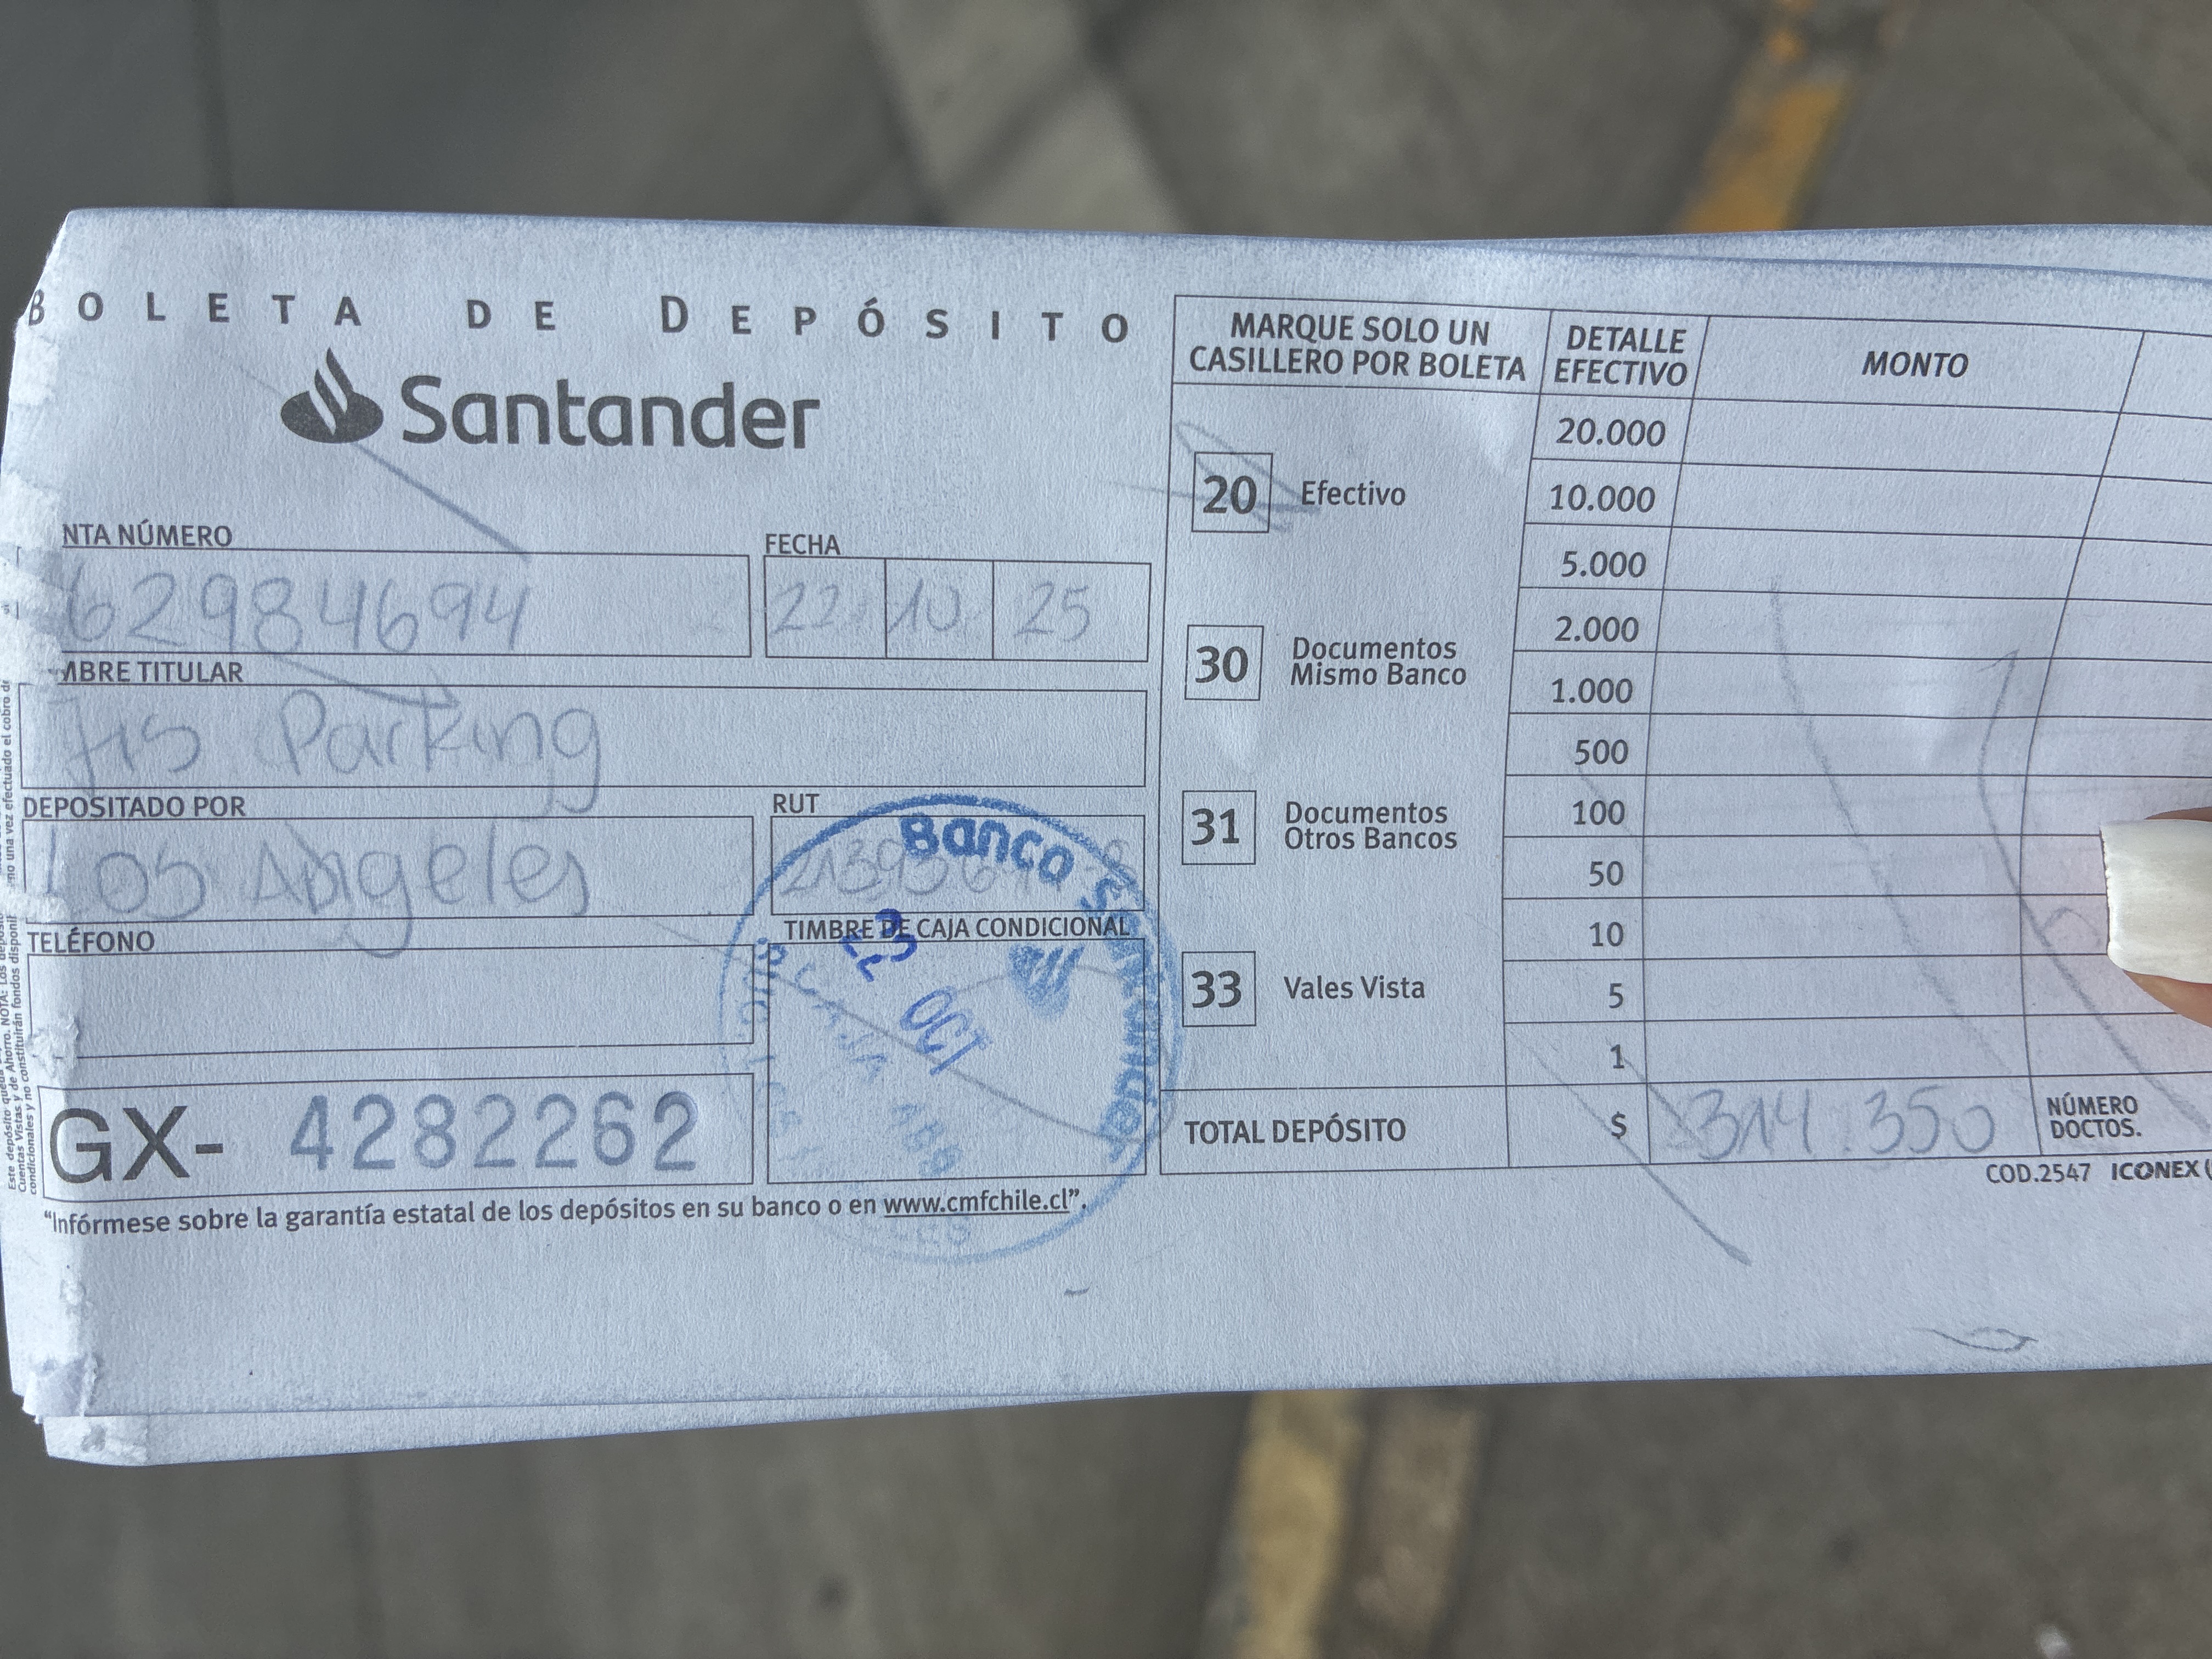 BOLETA DE DEPÓSITO
Santander
NTA NÚMERO
62984694
FECHA
22 10 25
MBRE TITULAR
Parking
DEPOSITADO POR
Los Angeles
RUT
TELÉFONO
TIMBRE DE CAJA CONDICIONAL
Banco Santander
OCT
CAJA
GX- 4282262
"Infórmese sobre la garantía estatal de los depósitos en su banco o en www.cmfchile.cl".
MARQUE SOLO UN
CASILLERO POR BOLETA
20 Efectivo
30 Documentos
Mismo Banco
31 Documentos
Otros Bancos
33 Vales Vista
DETALLE
EFECTIVO
MONTO
20.000
10.000
5.000
2.000
1.000
500
100
50
10
5
1
TOTAL DEPÓSITO $ 314.350
NÚMERO
DOCTOS.
COD.2547 ICONEX